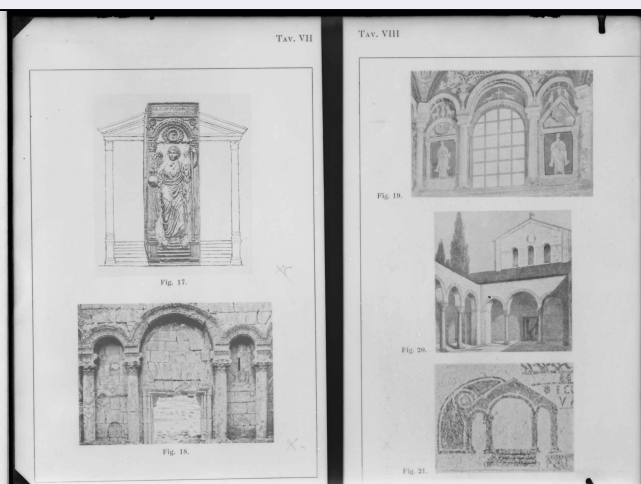 TAV. VII
Fig. 17.
Fig. 18.
TAV. VIII
Fig. 19.
Fig. 20.
Fig. 21.